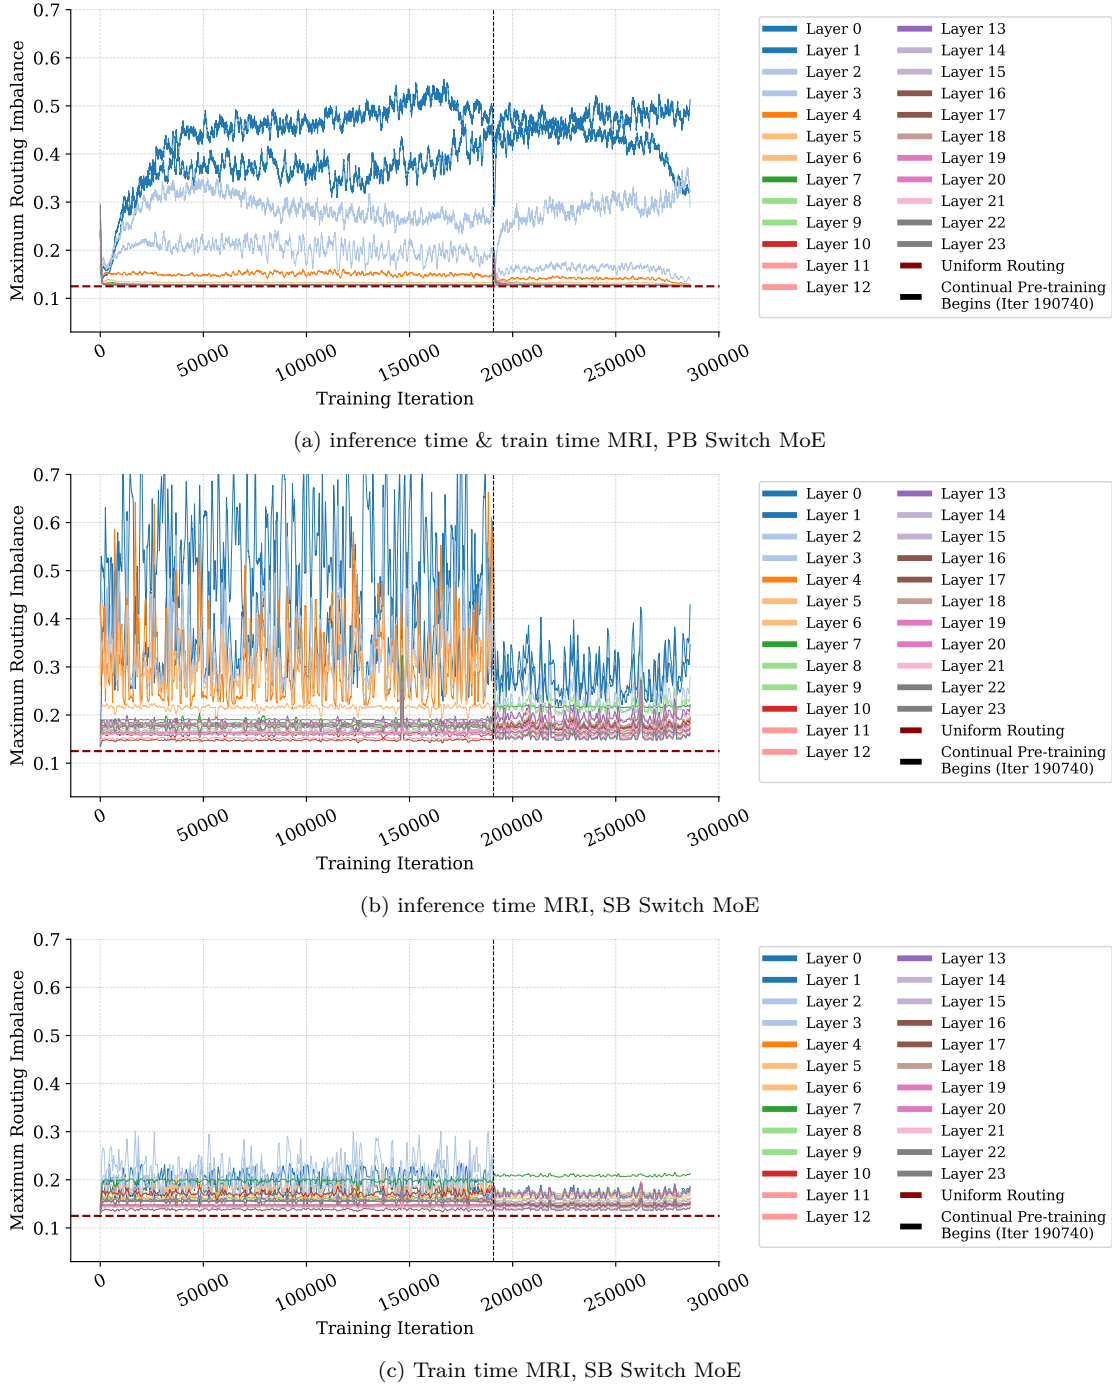 0.7
0.6
0.5
0.4
0.3
0.2
0.1
Maximum Routing Imbalance
0
50000
100000
150000
200000
250000
300000
Training Iteration
Layer 0
Layer 1
Layer 2
Layer 3
Layer 4
Layer 5
Layer 6
Layer 7
Layer 8
Layer 9
Layer 10
Layer 11
Layer 12
Layer 13
Layer 14
Layer 15
Layer 16
Layer 17
Layer 18
Layer 19
Layer 20
Layer 21
Layer 22
Layer 23
Uniform Routing
Continual Pre-training
Begins (Iter 190740)
(a) inference time & train time MRI, PB Switch MoE
0.7
0.6
0.5
0.4
0.3
0.2
0.1
Maximum Routing Imbalance
0
50000
100000
150000
200000
250000
300000
Training Iteration
Layer 0
Layer 1
Layer 2
Layer 3
Layer 4
Layer 5
Layer 6
Layer 7
Layer 8
Layer 9
Layer 10
Layer 11
Layer 12
Layer 13
Layer 14
Layer 15
Layer 16
Layer 17
Layer 18
Layer 19
Layer 20
Layer 21
Layer 22
Layer 23
Uniform Routing
Continual Pre-training
Begins (Iter 190740)
(b) inference time MRI, SB Switch MoE
0.7
0.6
0.5
0.4
0.3
0.2
0.1
Maximum Routing Imbalance
0
50000
100000
150000
200000
250000
300000
Training Iteration
Layer 0
Layer 1
Layer 2
Layer 3
Layer 4
Layer 5
Layer 6
Layer 7
Layer 8
Layer 9
Layer 10
Layer 11
Layer 12
Layer 13
Layer 14
Layer 15
Layer 16
Layer 17
Layer 18
Layer 19
Layer 20
Layer 21
Layer 22
Layer 23
Uniform Routing
Continual Pre-training
Begins (Iter 190740)
(c) Train time MRI, SB Switch MoE